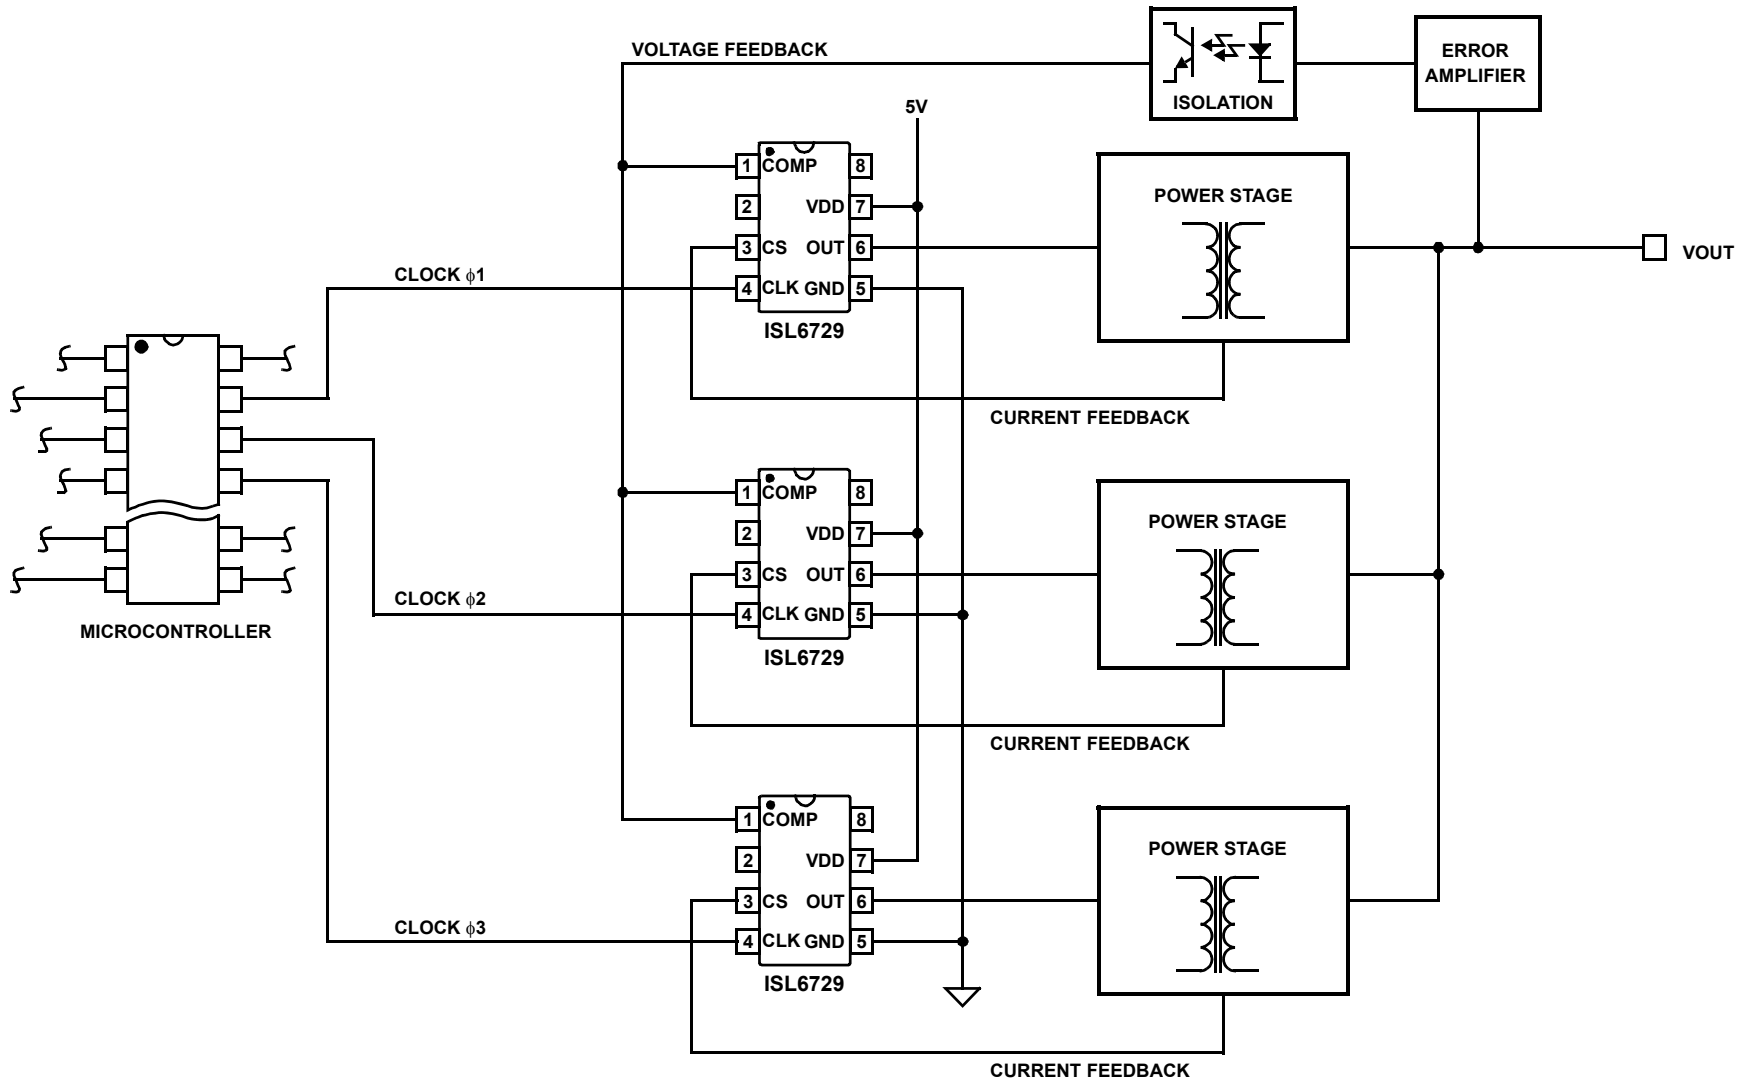 VOLTAGE FEEDBACK
ISOLATION
ERROR
AMPLIFIER
5V
1 COMP 8
2 VDD 7
3 CS OUT 6
4 CLK GND 5
ISL6729
POWER STAGE
VOUT
CLOCK ϕ1
CURRENT FEEDBACK
1 COMP 8
2 VDD 7
3 CS OUT 6
4 CLK GND 5
ISL6729
POWER STAGE
CLOCK ϕ2
MICROCONTROLLER
CURRENT FEEDBACK
1 COMP 8
2 VDD 7
3 CS OUT 6
4 CLK GND 5
ISL6729
POWER STAGE
CLOCK ϕ3
CURRENT FEEDBACK